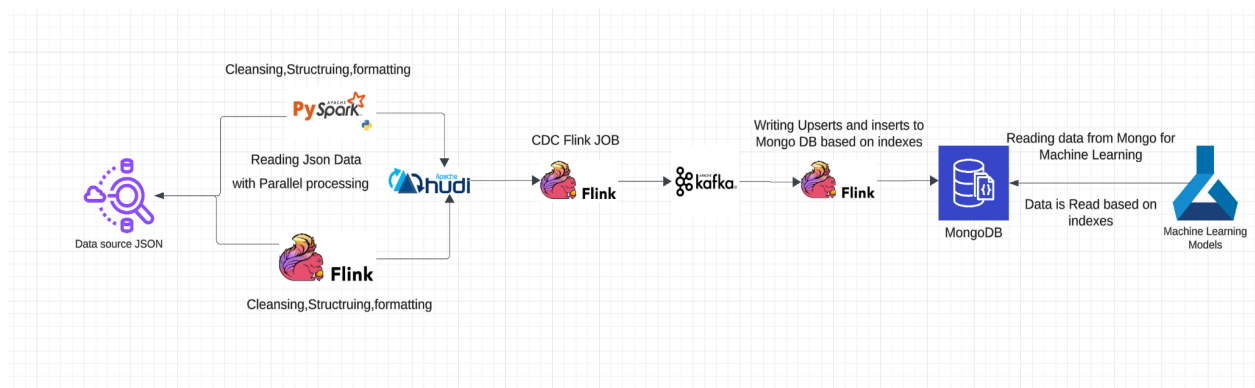 Cleansing,Structruing,formatting
APACHE
PySpark
Reading Json Data
with Parallel processing
Data source JSON
Flink
Cleansing,Structruing,formatting
Apache
hudi
CDC Flink JOB
Flink
APACHE
kafka
Writing Upserts and inserts to
Mongo DB based on indexes
Flink
MongoDB
Reading data from Mongo for
Machine Learning
Data is Read based on
indexes
Machine Learning
Models